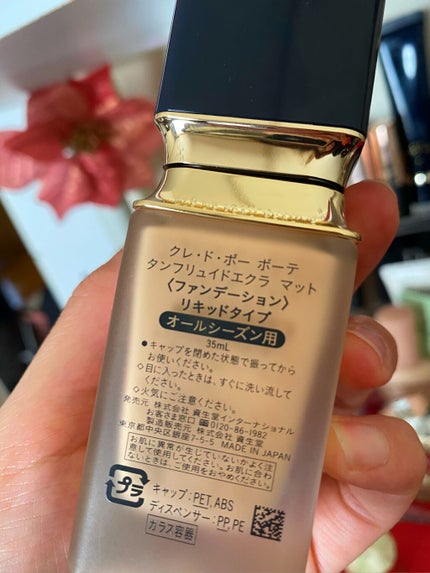 クレ・ド・ポー ボーテ
タンフリュイドエクラ マット
〈ファンデーション〉
リキッドタイプ
オールシーズン用
35mL
●キャップを閉めた状態で振ってから
お使いください。
◇目に入ったときは、すぐに洗い流して
ください。
◇火気にご注意ください。
発売元 株式会社 資生堂インターナショナル
お客さま窓口 0120-86-1982
製造販売元 株式会社 資生堂
東京都中央区銀座7-5-5 MADE IN JAPAN
お肌に異常が生じていないかよく注
意して使用してください。お肌に合わ
ないときは、ご使用をおやめください。
プラ
キャップ:PET,ABS
ディスペンサー:PP,PE
ガラス容器